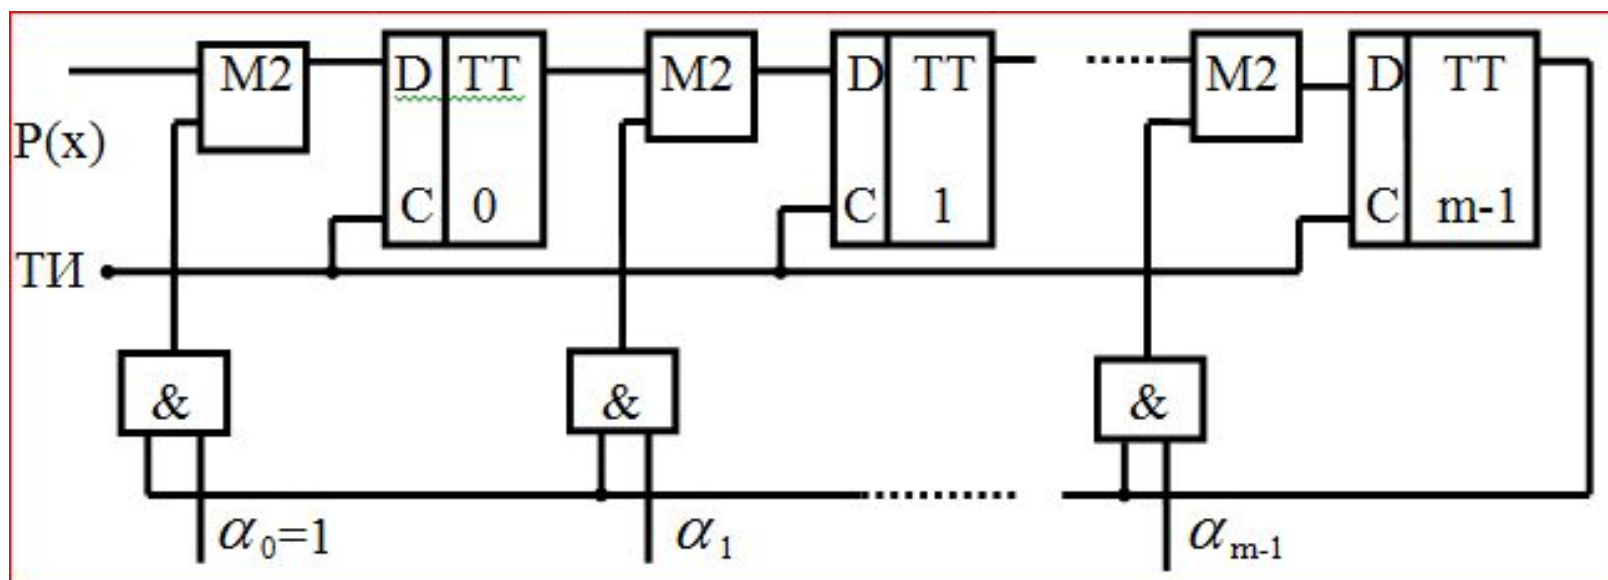 M2 D TT M2 D TT M2 D TT
P(x)
C 0 C 1 C m-1
ТИ
& & &
α₀=1 α₁ αm-1